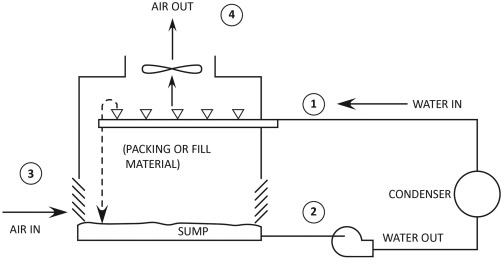 AIR OUT
4
1
WATER IN
(PACKING OR FILL
MATERIAL)
3
CONDENSER
2
AIR IN
SUMP
WATER OUT